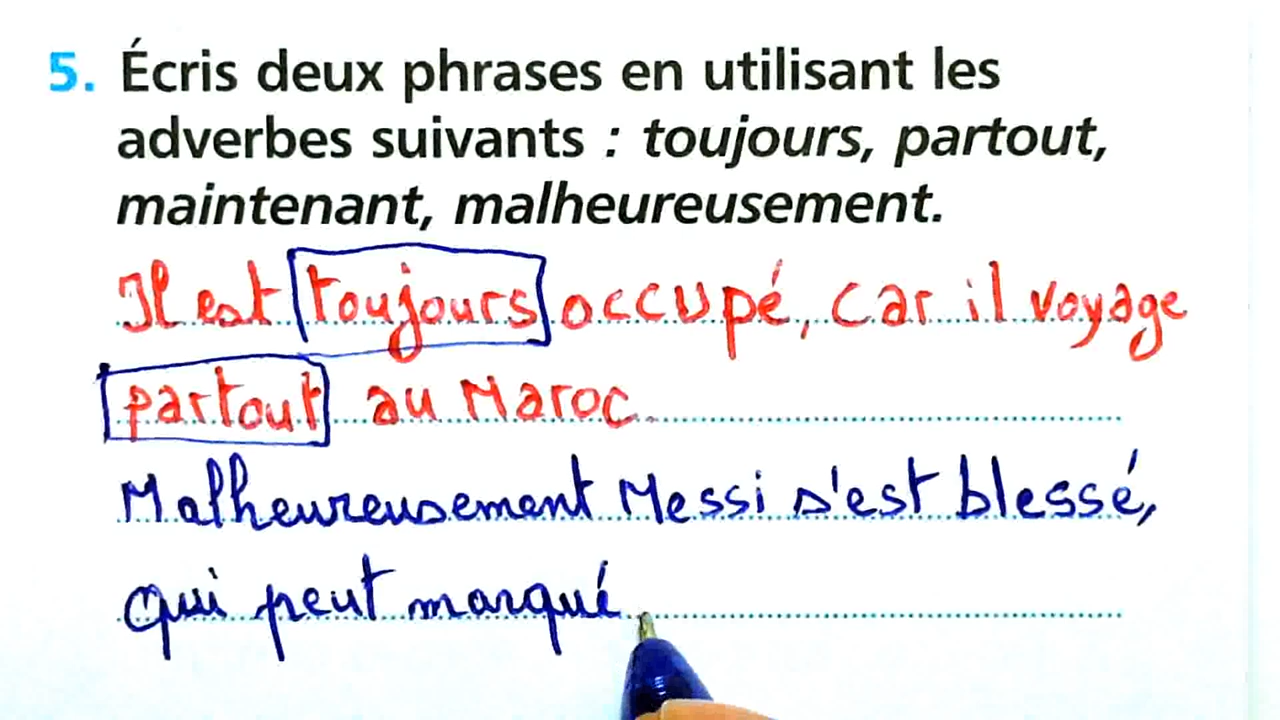 5. Écris deux phrases en utilisant les
adverbes suivants : toujours, partout,
maintenant, malheureusement.
Il est toujours occupé, car il voyage
partout au Maroc.
Malheureusement Messi s'est blessé,
qui peut marqué